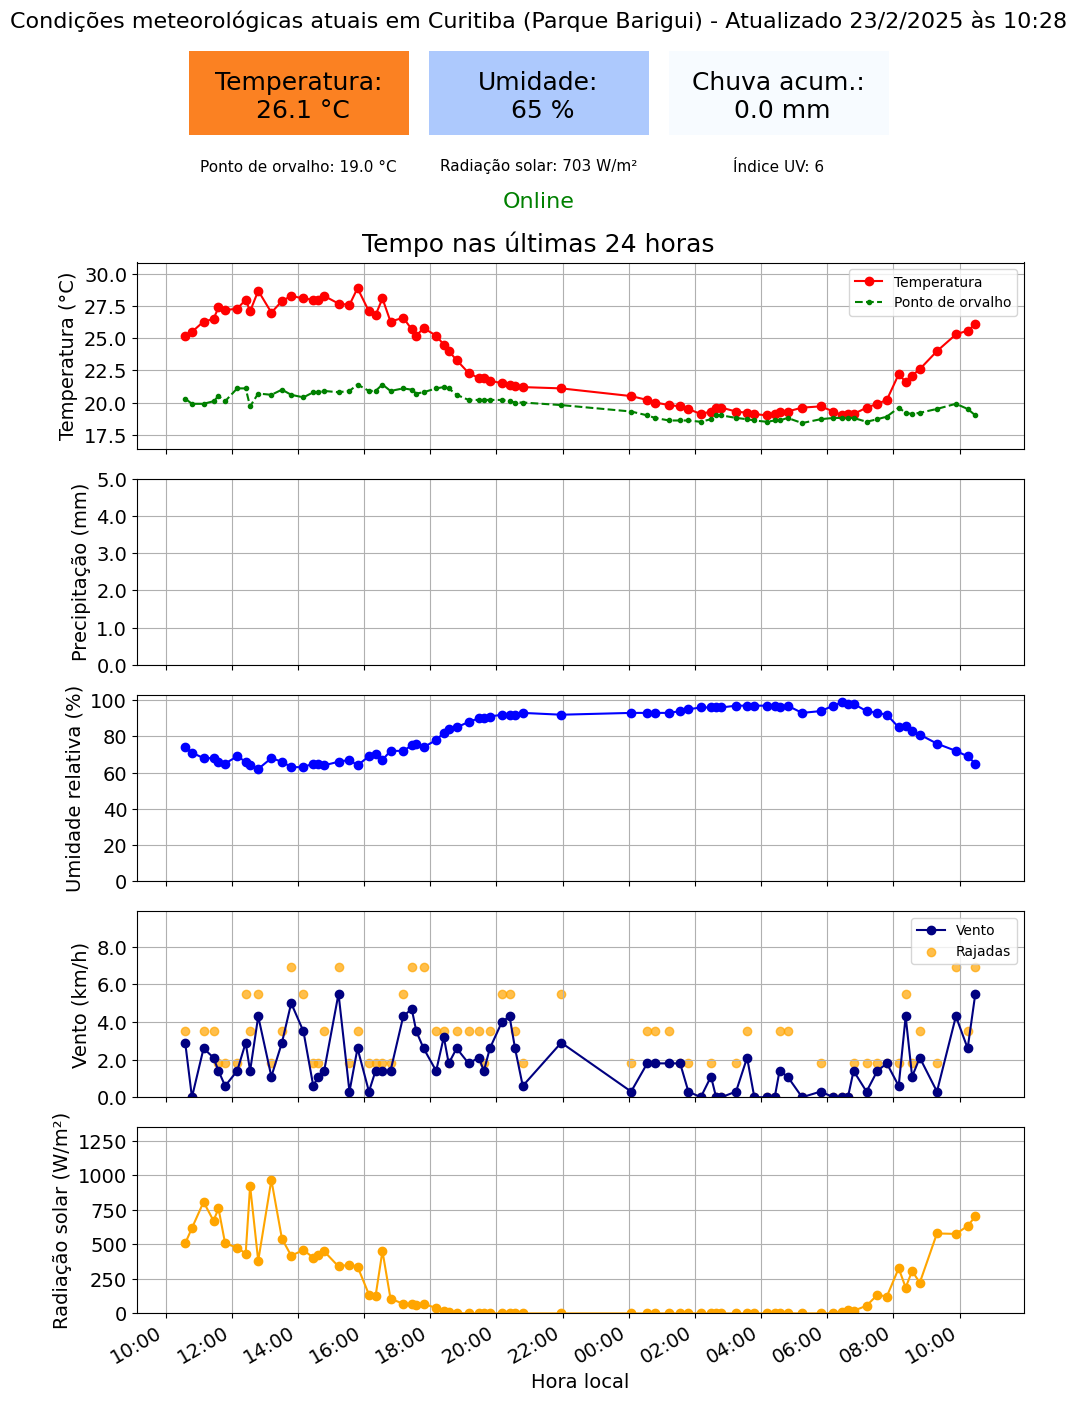 Condições meteorológicas atuais em Curitiba (Parque Barigui) - Atualizado 23/2/2025 às 10:28
Temperatura:
26.1 °C
Umidade:
65 %
Chuva acum.:
0.0 mm
Ponto de orvalho: 19.0 °C
Radiação solar: 703 W/m²
Índice UV: 6
Online
Tempo nas últimas 24 horas
Temperatura (°C)
30.0
27.5
25.0
22.5
20.0
17.5
Temperatura
Ponto de orvalho
Precipitação (mm)
5.0
4.0
3.0
2.0
1.0
0.0
Umidade relativa (%)
100
80
60
40
20
0
Vento (km/h)
8.0
6.0
4.0
2.0
0.0
Vento
Rajadas
Radiação solar (W/m²)
1250
1000
750
500
250
0
10:00
12:00
14:00
16:00
18:00
20:00
22:00
00:00
02:00
04:00
06:00
08:00
10:00
Hora local